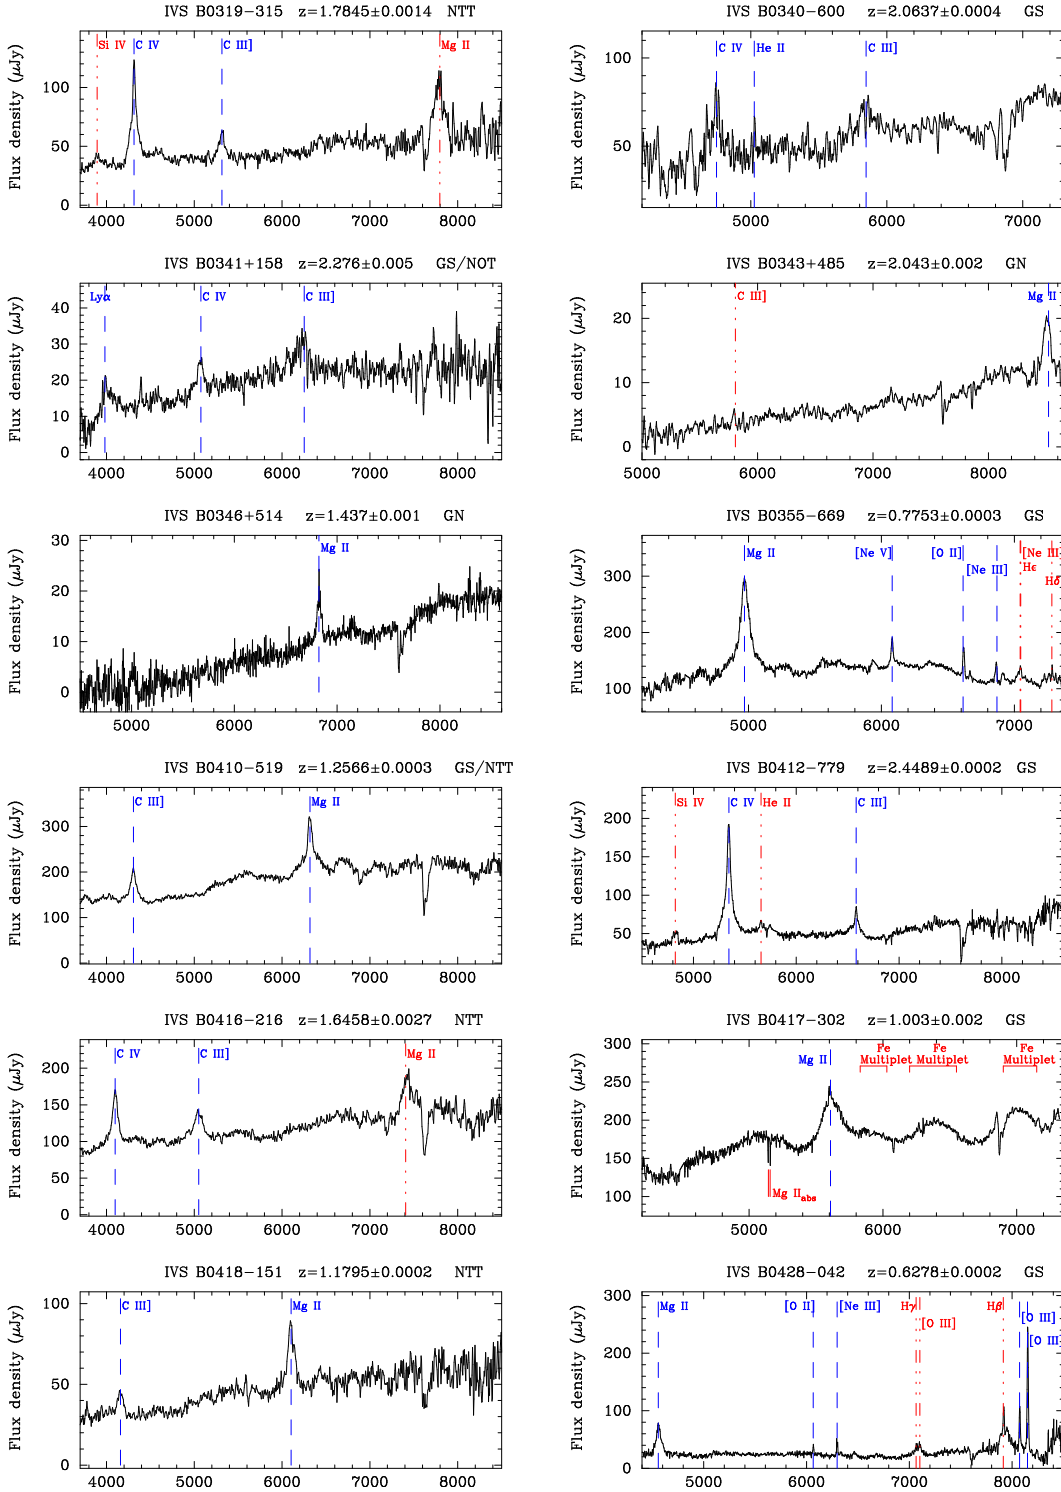 IVS B0319−315 z=1.7845±0.0014 NTT
Si IV C IV C III] Mg II
Flux density (μJy)
100
50
0
4000 5000 6000 7000 8000
IVS B0340−600 z=2.0637±0.0004 GS
C IV He II C III]
Flux density (μJy)
100
50
5000 6000 7000
IVS B0341+158 z=2.276±0.005 GS/NOT
Lyα C IV C III]
Flux density (μJy)
40
30
20
10
0
4000 5000 6000 7000 8000
IVS B0343+485 z=2.043±0.002 GN
C III] Mg II
Flux density (μJy)
20
10
0
5000 6000 7000 8000
IVS B0346+514 z=1.437±0.001 GN
Mg II
Flux density (μJy)
30
20
10
0
5000 6000 7000 8000
IVS B0355−669 z=0.7753±0.0003 GS
Mg II [Ne V] [O II] [Ne III
[Ne III] Hε
Hδ
Flux density (μJy)
300
200
100
5000 6000 7000
IVS B0410−519 z=1.2566±0.0003 GS/NTT
C III] Mg II
Flux density (μJy)
300
200
100
0
4000 5000 6000 7000 8000
IVS B0412−779 z=2.4489±0.0002 GS
Si IV C IV He II C III]
Flux density (μJy)
200
150
100
50
5000 6000 7000 8000
IVS B0416−216 z=1.6458±0.0027 NTT
C IV C III] Mg II
Flux density (μJy)
200
150
100
50
0
4000 5000 6000 7000 8000
IVS B0417−302 z=1.003±0.002 GS
Fe Fe Fe
Mg II Multiplet Multiplet Multiplet
Mg IIabs
Flux density (μJy)
300
250
200
150
100
5000 6000 7000
IVS B0418−151 z=1.1795±0.0002 NTT
C III] Mg II
Flux density (μJy)
100
50
0
4000 5000 6000 7000 8000
IVS B0428−042 z=0.6278±0.0002 GS
Mg II [O II] [Ne III] Hγ Hβ [O III]
[O III] [O III
Flux density (μJy)
300
200
100
0
5000 6000 7000 8000